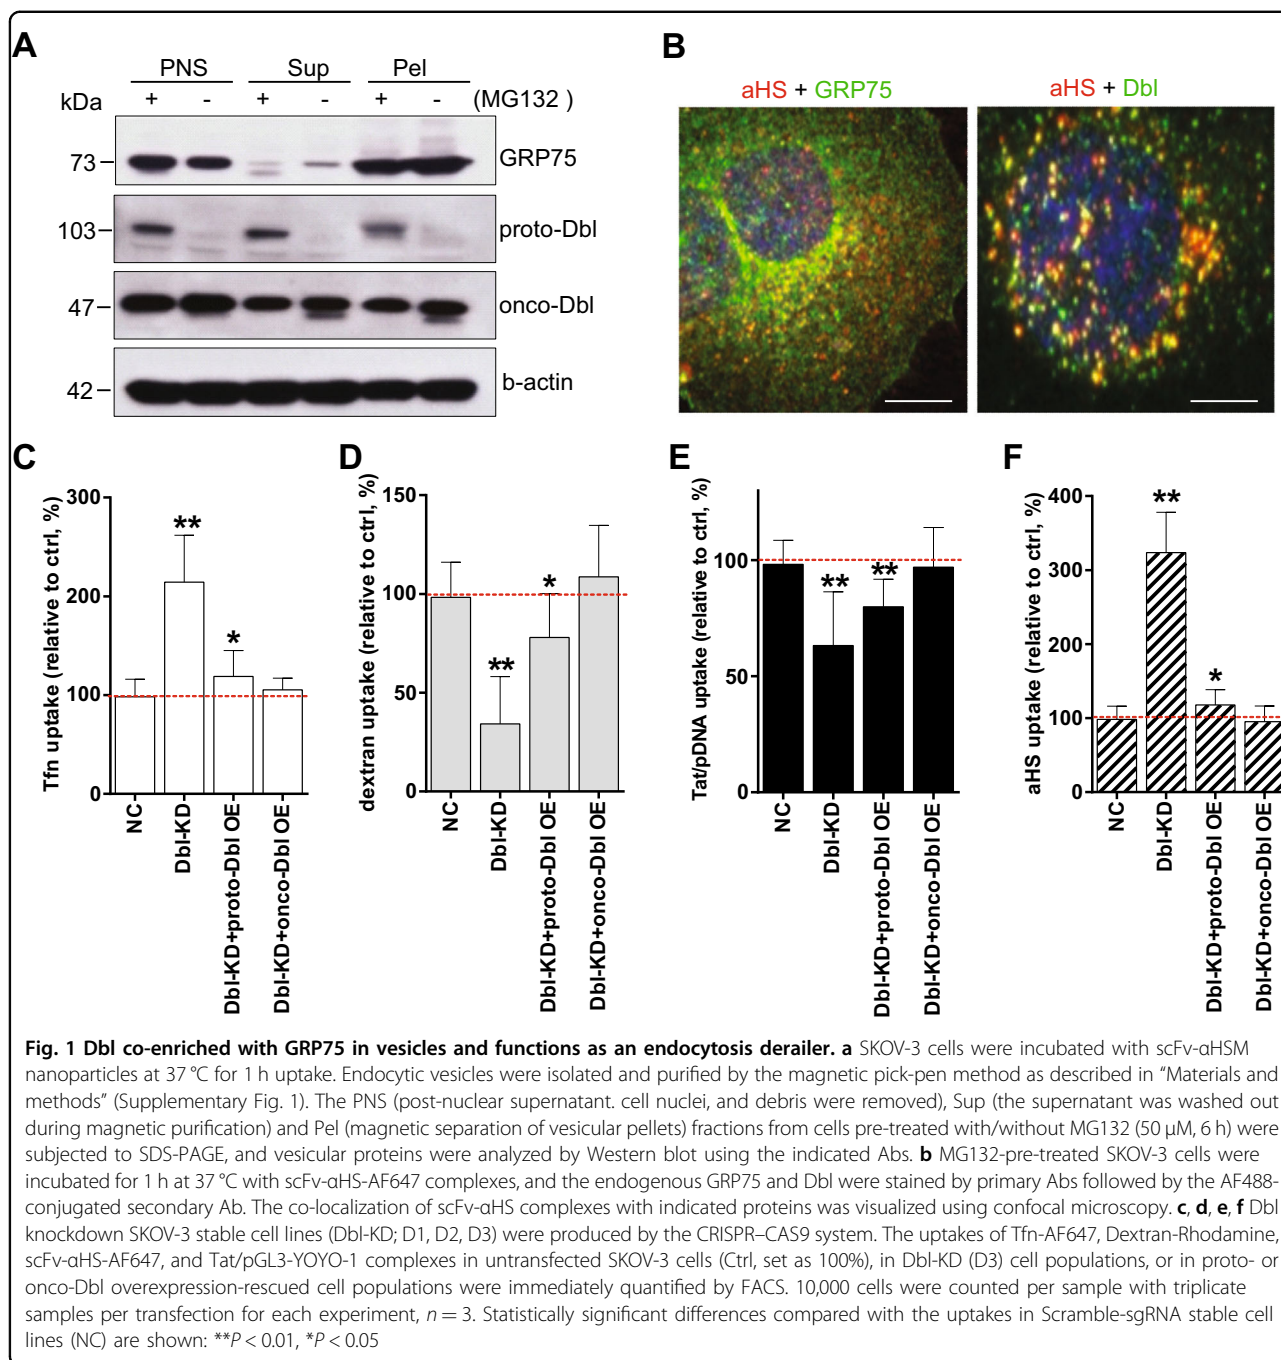 A
PNS Sup Pel
kDa + - + - + - (MG132 )
73 GRP75
103 proto-Dbl
47 onco-Dbl
42 b-actin
B
aHS + GRP75 aHS + Dbl
C
Tfn uptake (relative to ctrl, %)
300
200
100
0
**
*
NC
Dbl-KD
Dbl-KD+proto-Dbl OE
Dbl-KD+onco-Dbl OE
D
dextran uptake (relative to ctrl, %)
150
100
50
0
**
*
NC
Dbl-KD
Dbl-KD+proto-Dbl OE
Dbl-KD+onco-Dbl OE
E
Tat/pDNA uptake (relative to ctrl, %)
100
50
0
**
**
NC
Dbl-KD
Dbl-KD+proto-Dbl OE
Dbl-KD+onco-Dbl OE
F
aHS uptake (relative to ctrl, %)
400
300
200
100
0
**
*
NC
Dbl-KD
Dbl-KD+proto-Dbl OE
Dbl-KD+onco-Dbl OE
Fig. 1 Dbl co-enriched with GRP75 in vesicles and functions as an endocytosis derailer. a SKOV-3 cells were incubated with scFv-αHSM
nanoparticles at 37 °C for 1 h uptake. Endocytic vesicles were isolated and purified by the magnetic pick-pen method as described in “Materials and
methods” (Supplementary Fig. 1). The PNS (post-nuclear supernatant. cell nuclei, and debris were removed), Sup (the supernatant was washed out
during magnetic purification) and Pel (magnetic separation of vesicular pellets) fractions from cells pre-treated with/without MG132 (50 μM, 6 h) were
subjected to SDS-PAGE, and vesicular proteins were analyzed by Western blot using the indicated Abs. b MG132-pre-treated SKOV-3 cells were
incubated for 1 h at 37 °C with scFv-αHS-AF647 complexes, and the endogenous GRP75 and Dbl were stained by primary Abs followed by the AF488-
conjugated secondary Ab. The co-localization of scFv-αHS complexes with indicated proteins was visualized using confocal microscopy. c, d, e, f Dbl
knockdown SKOV-3 stable cell lines (Dbl-KD; D1, D2, D3) were produced by the CRISPR–CAS9 system. The uptakes of Tfn-AF647, Dextran-Rhodamine,
scFv-αHS-AF647, and Tat/pGL3-YOYO-1 complexes in untransfected SKOV-3 cells (Ctrl, set as 100%), in Dbl-KD (D3) cell populations, or in proto- or
onco-Dbl overexpression-rescued cell populations were immediately quantified by FACS. 10,000 cells were counted per sample with triplicate
samples per transfection for each experiment, n = 3. Statistically significant differences compared with the uptakes in Scramble-sgRNA stable cell
lines (NC) are shown: **P < 0.01, *P < 0.05